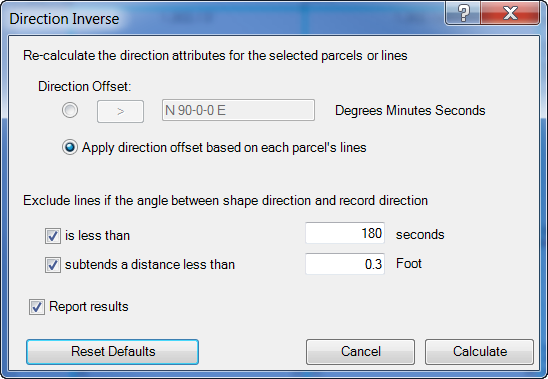 Direction Inverse
Re-calculate the direction attributes for the selected parcels or lines
Direction Offset:
> N 90-0-0 E Degrees Minutes Seconds
Apply direction offset based on each parcel's lines
Exclude lines if the angle between shape direction and record direction
is less than 180 seconds
subtends a distance less than 0.3 Foot
Report results
Reset Defaults Cancel Calculate